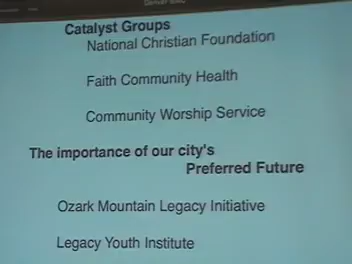 Catalyst Groups
National Christian Foundation
Faith Community Health
Community Worship Service
The importance of our city's
Preferred Future
Ozark Mountain Legacy Initiative
Legacy Youth Institute